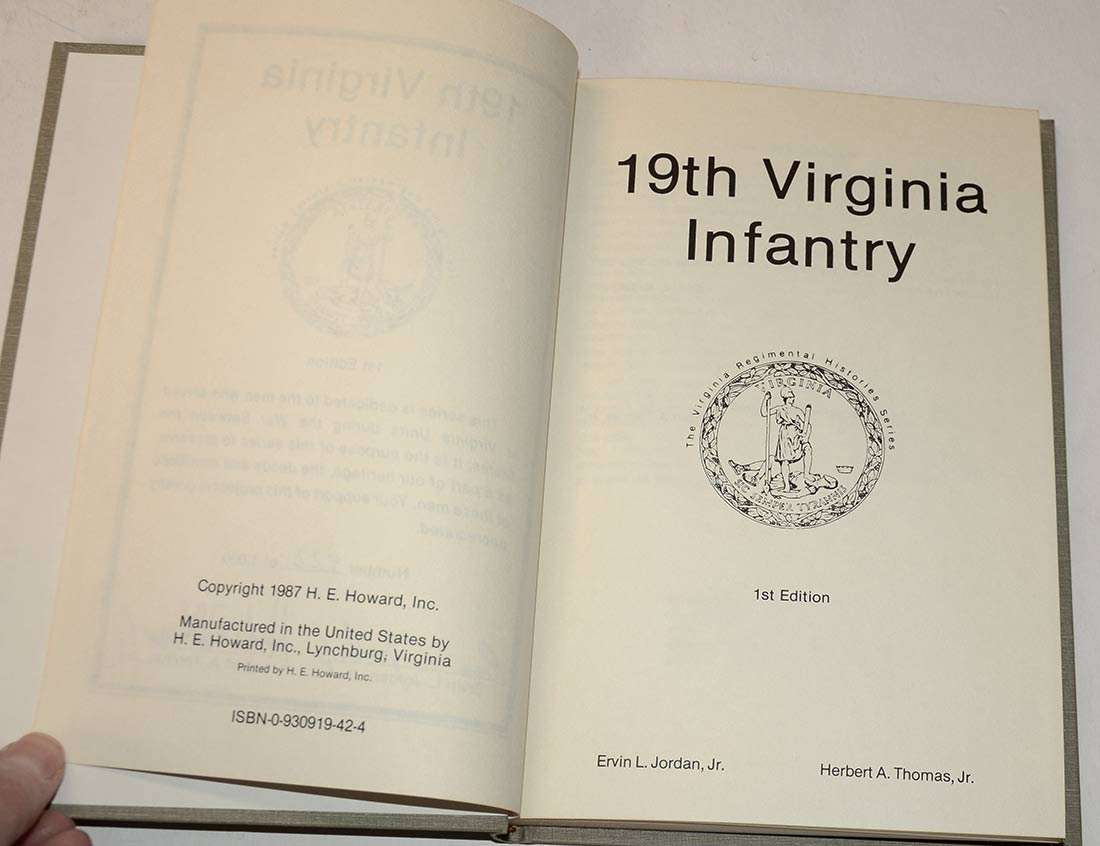 Copyright 1987 H. E. Howard, Inc.
Manufactured in the United States by
H. E. Howard, Inc., Lynchburg, Virginia
Printed by H. E. Howard, Inc.
ISBN-0-930919-42-4
19th Virginia
Infantry
The Virginia Regimental Histories Series
VIRGINIA
SIC SEMPER TYRANNIS
1st Edition
Ervin L. Jordan, Jr.
Herbert A. Thomas, Jr.